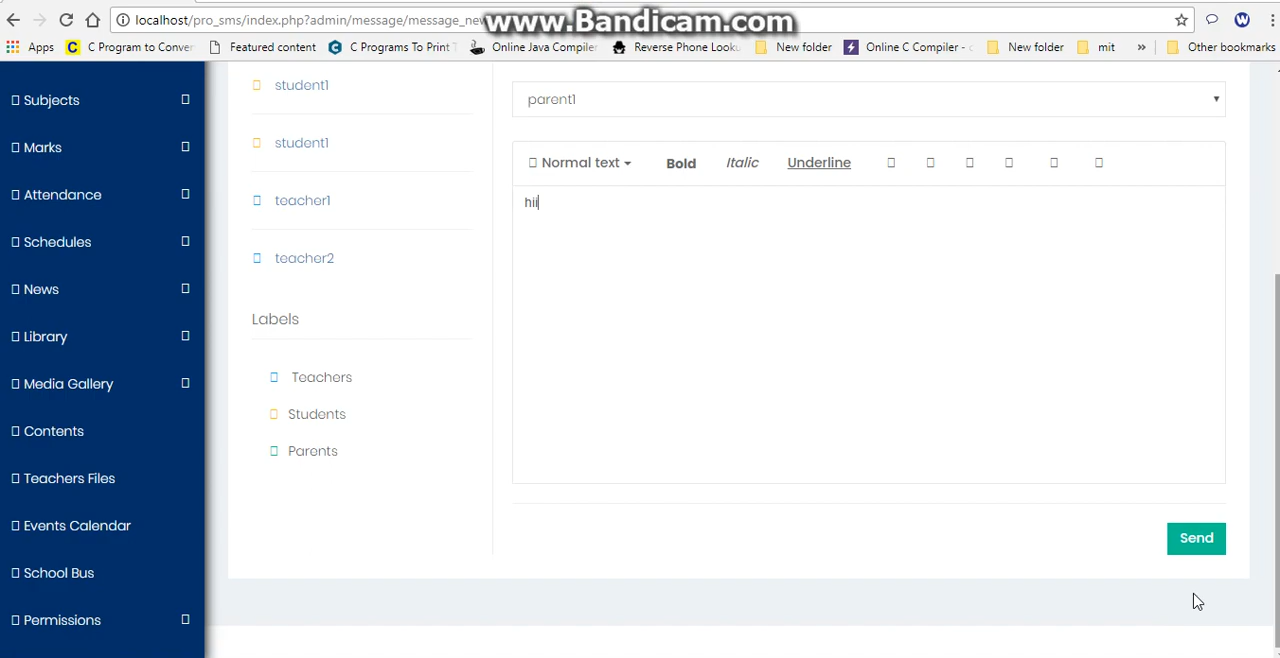 localhost/pro_sms/index.php?admin/message/message_ne
www.Bandicam.com
Apps
C Program to Conver
Featured content
C Programs To Print
Online Java Compiler
Reverse Phone Look
New folder
Online C Compiler -
New folder
mit
»
Other bookmarks
Subjects
Marks
Attendance
Schedules
News
Library
Media Gallery
Contents
Teachers Files
Events Calendar
School Bus
Permissions
student1
student1
teacher1
teacher2
Labels
Teachers
Students
Parents
parent1
Normal text
Bold
Italic
Underline
hii
Send